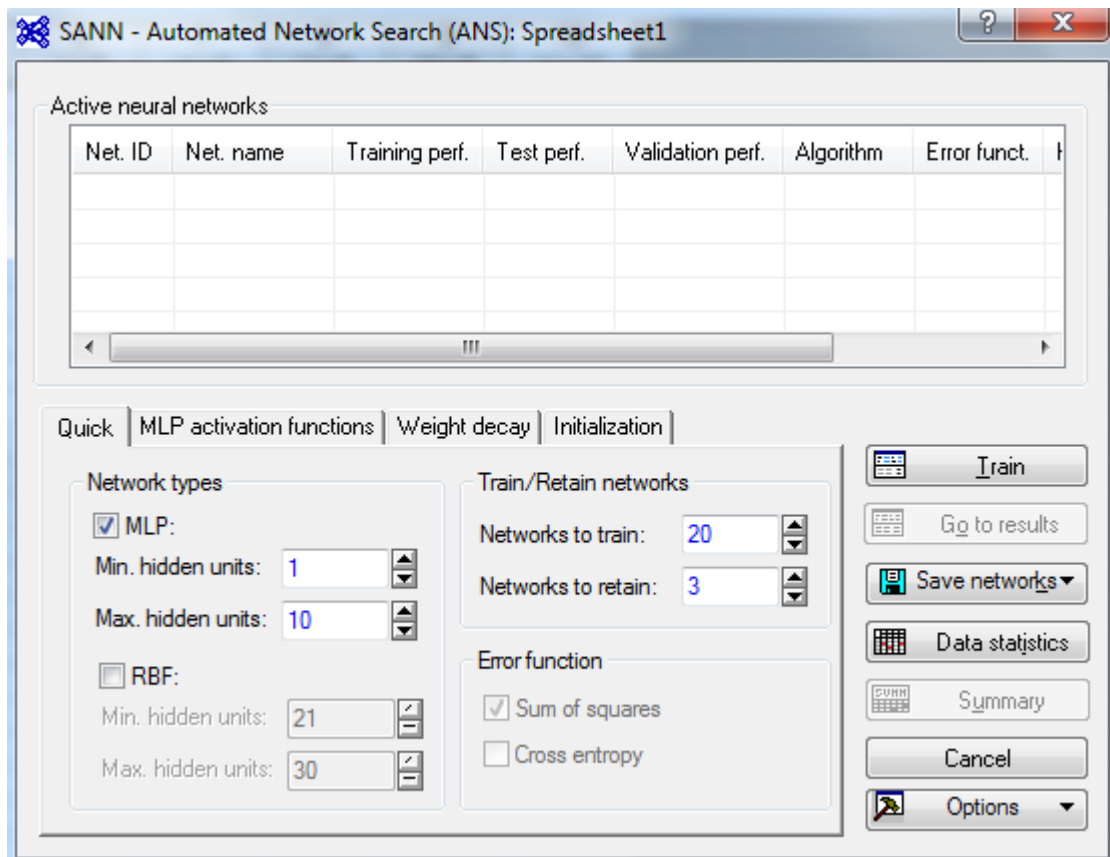 SANN - Automated Network Search (ANS): Spreadsheet1
Active neural networks
Net. ID Net. name Training perf. Test perf. Validation perf. Algorithm Error funct.
Quick MLP activation functions Weight decay Initialization
Network types
MLP:
Min. hidden units: 1
Max. hidden units: 10
RBF:
Min. hidden units: 21
Max. hidden units: 30
Train/Retain networks
Networks to train: 20
Networks to retain: 3
Error function
Sum of squares
Cross entropy
Train
Go to results
Save networks
Data statistics
Summary
Cancel
Options